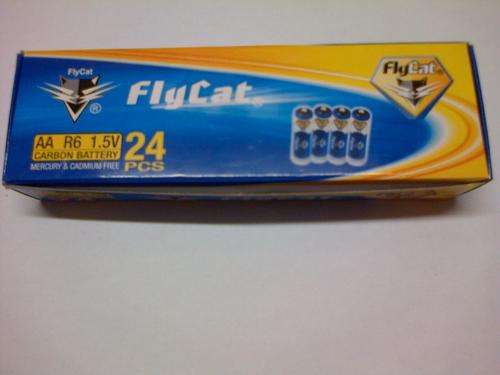 FlyCat
®
AA R6 1.5V
CARBON BATTERY
MERCURY & CADMIUM FREE
24
PCS
FlyCat®
FlyCat®